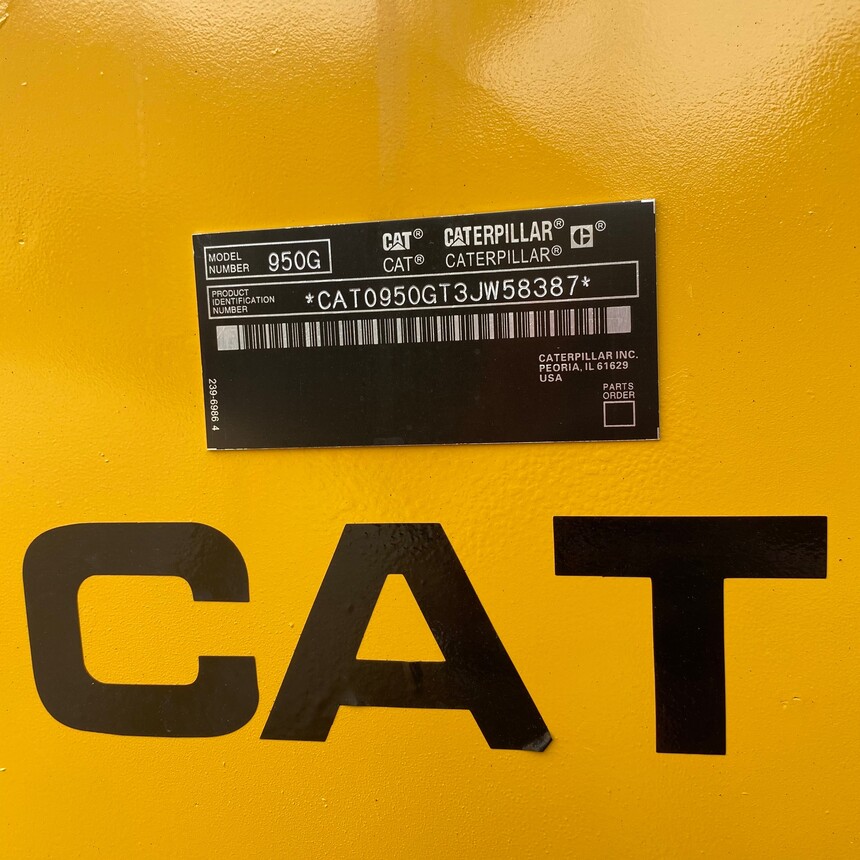 MODEL NUMBER 950G
CAT® CATERPILLAR® C®
CAT® CATERPILLAR®
PRODUCT IDENTIFICATION NUMBER *CAT0950GT3JW58387*
CATERPILLAR INC.
PEORIA, IL 61629
USA
PARTS
ORDER
239-6986 4
CAT